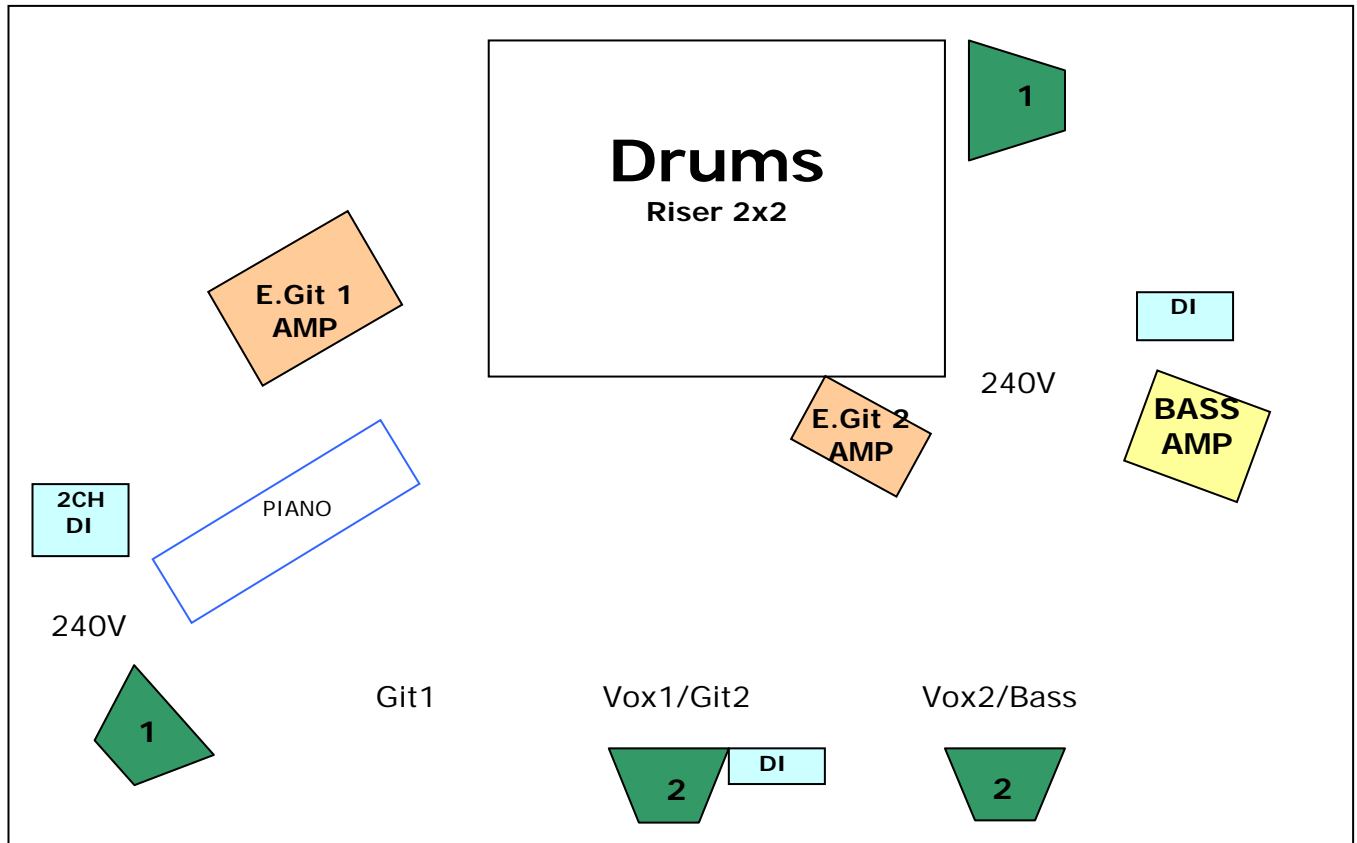 1
Drums
Riser 2x2
E.Git 1
AMP
DI
240V
E.Git 2
AMP
BASS
AMP
2CH
DI
PIANO
240V
Git1
Vox1/Git2
Vox2/Bass
1
2
DI
2